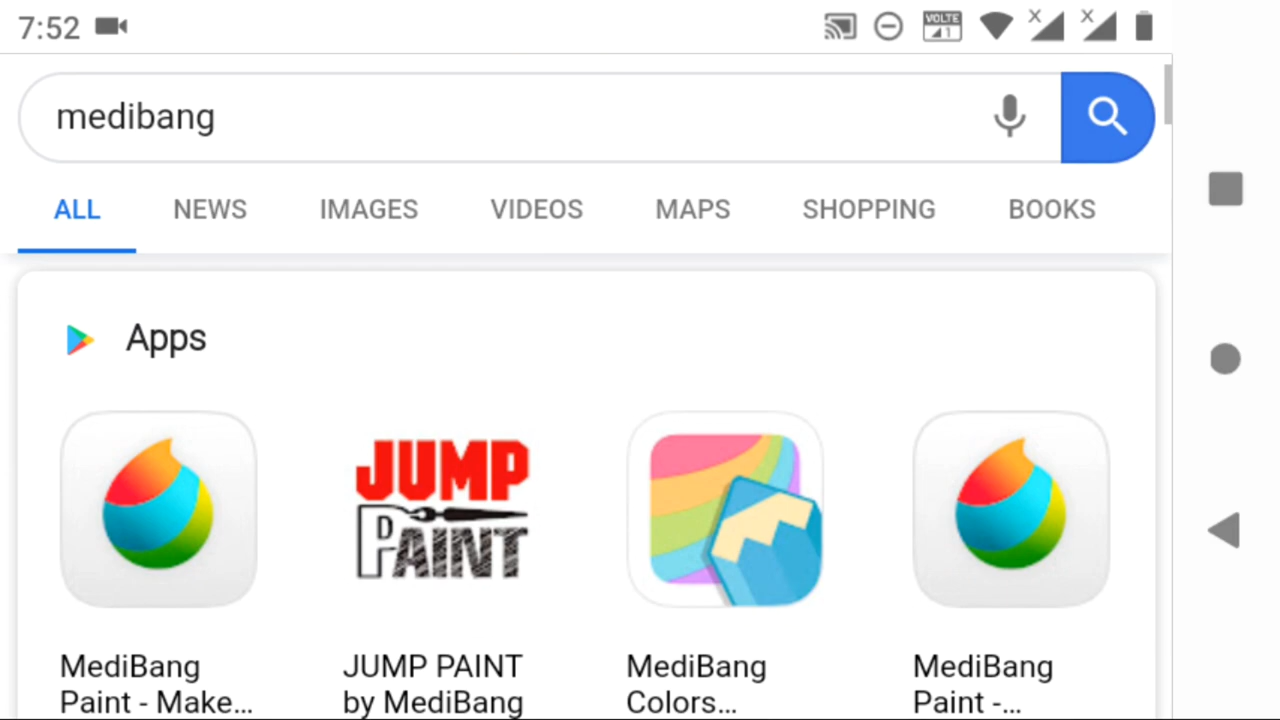 7:52
VOLTE
1
X
X
medibang
ALL NEWS IMAGES VIDEOS MAPS SHOPPING BOOKS
Apps
JUMP
PAINT
MediBang
Paint - Make...
JUMP PAINT
by MediBang
MediBang
Colors...
MediBang
Paint -...